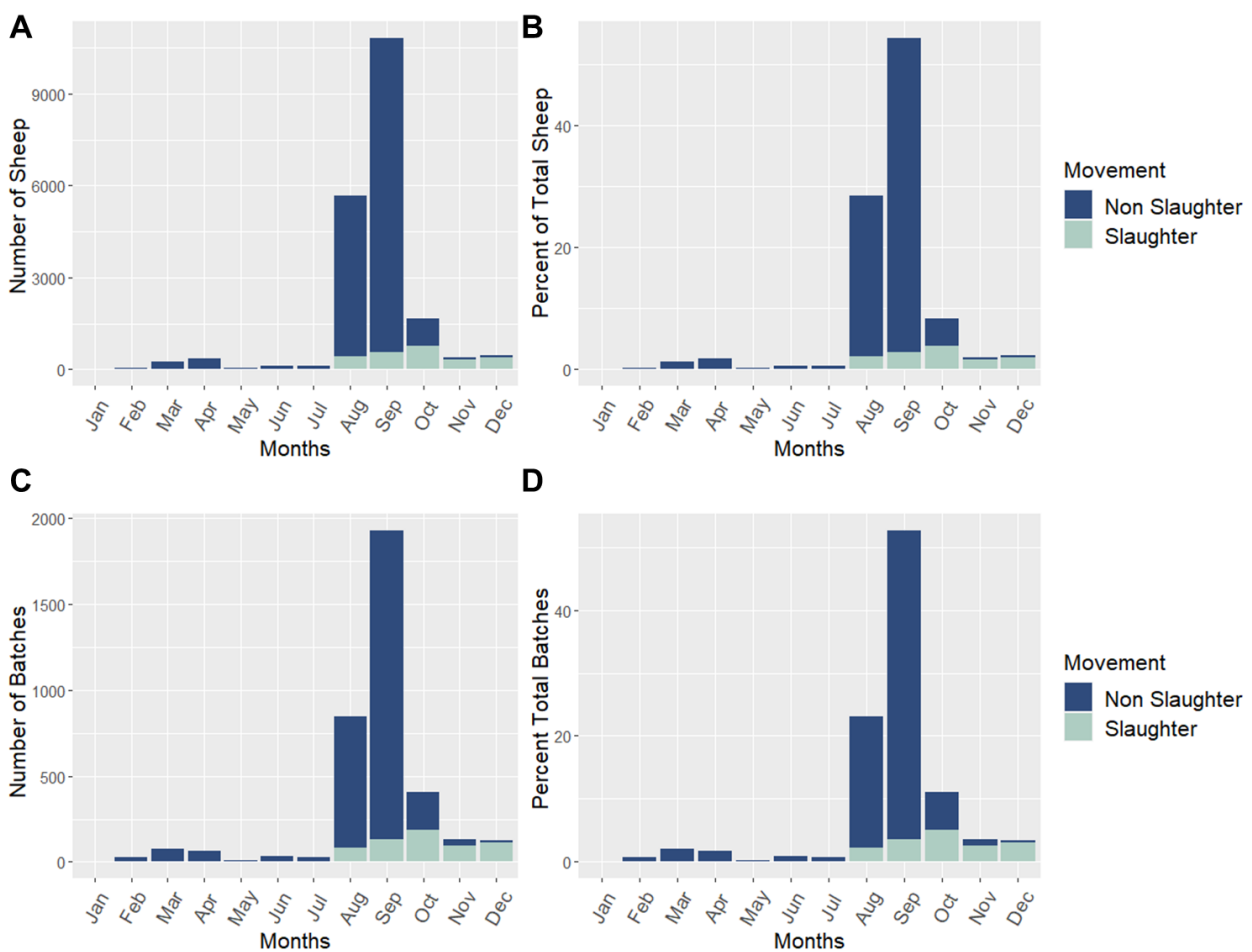 A
Number of Sheep
9000
6000
3000
0
Jan Feb Mar Apr May Jun Jul Aug Sep Oct Nov Dec
Months
B
Percent of Total Sheep
40
20
0
Jan Feb Mar Apr May Jun Jul Aug Sep Oct Nov Dec
Months
Movement
Non Slaughter
Slaughter
C
Number of Batches
2000
1500
1000
500
0
Jan Feb Mar Apr May Jun Jul Aug Sep Oct Nov Dec
Months
D
Percent Total Batches
40
20
0
Jan Feb Mar Apr May Jun Jul Aug Sep Oct Nov Dec
Months
Movement
Non Slaughter
Slaughter